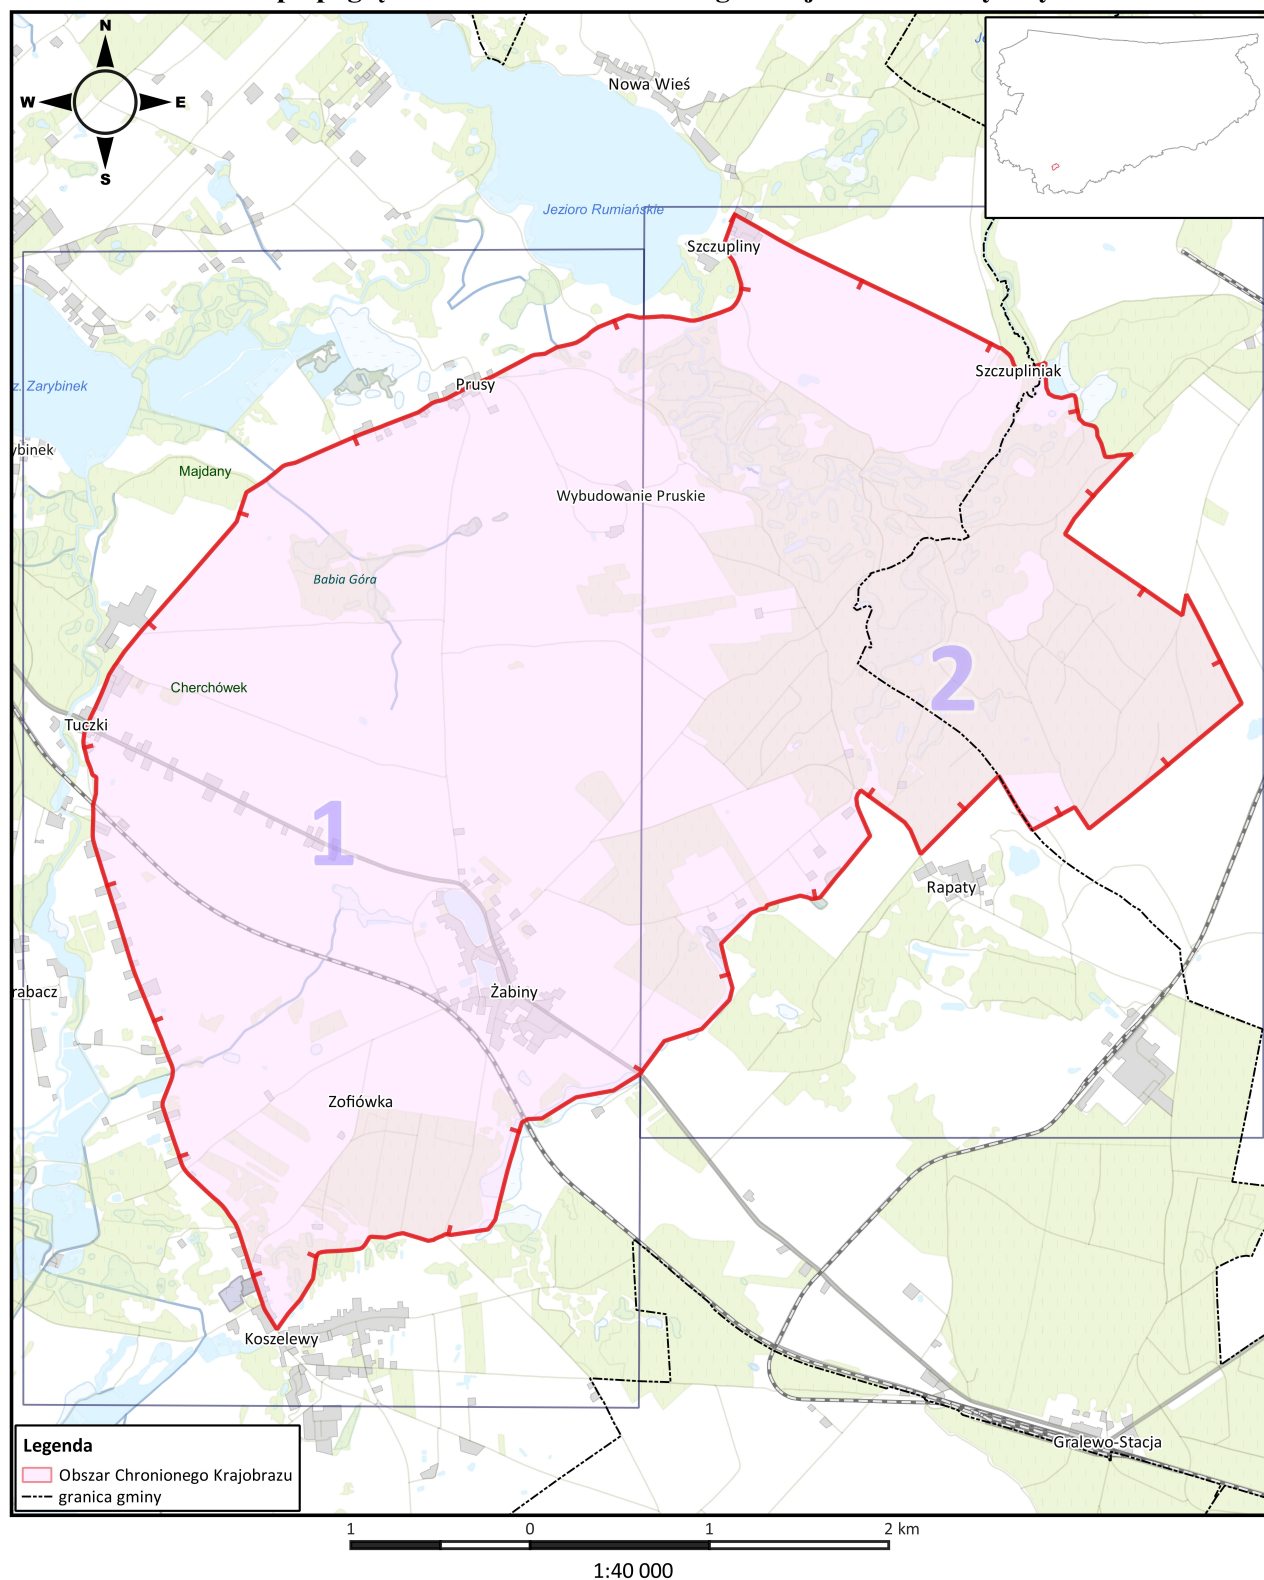 N
W E
S
Nowa Wieś
Jezioro Rumiańskie
Szczupliny
Szczupliniak
z. Zarybinek
Prusy
ybinek
Majdany
Wybudowanie Pruskie
Babia Góra
2
Cherchówek
Tuczki
1
Rapaty
rabacz
Żabiny
Zofiówka
Koszelewy
Gralewo-Stacja
Legenda
Obszar Chronionego Krajobrazu
granica gminy
1 0 1 2 km
1:40 000